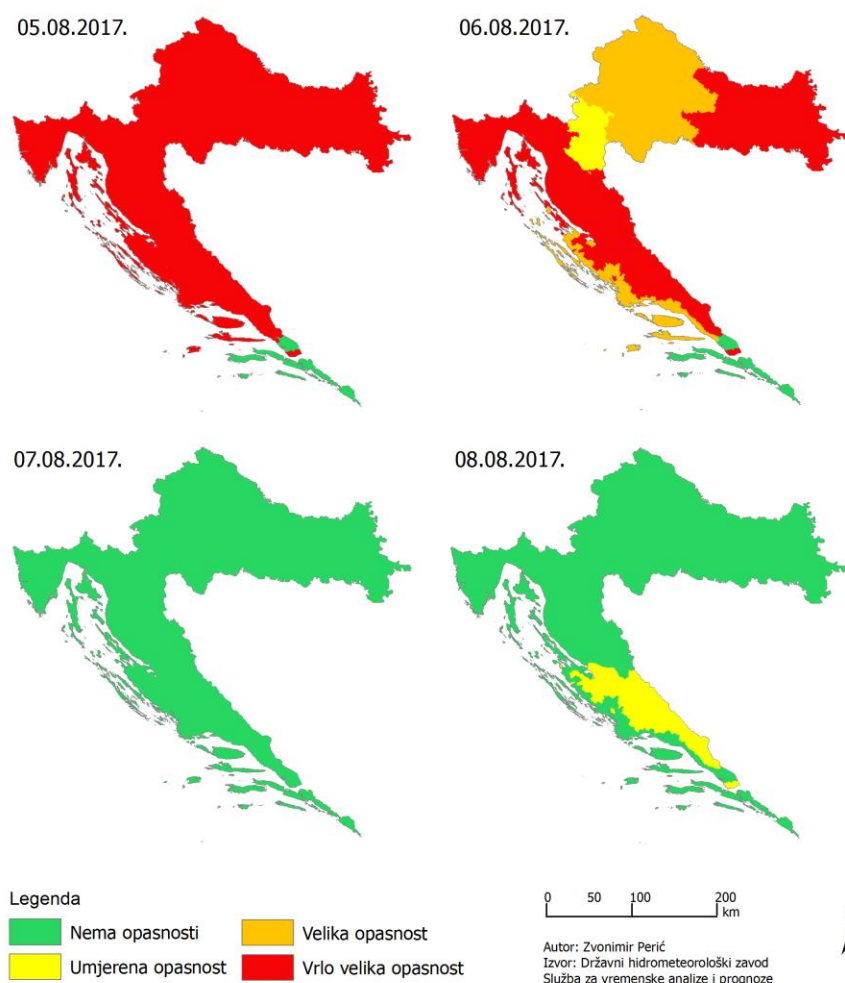 05.08.2017.
06.08.2017.
07.08.2017.
08.08.2017.
Legenda
Nema opasnosti
Velika opasnost
Umjerena opasnost
Vrlo velika opasnost
0 50 100 200
km
Autor: Zvonimir Perić
Izvor: Državni hidrometeorološki zavod
Služba za vremenske analize i prognoze